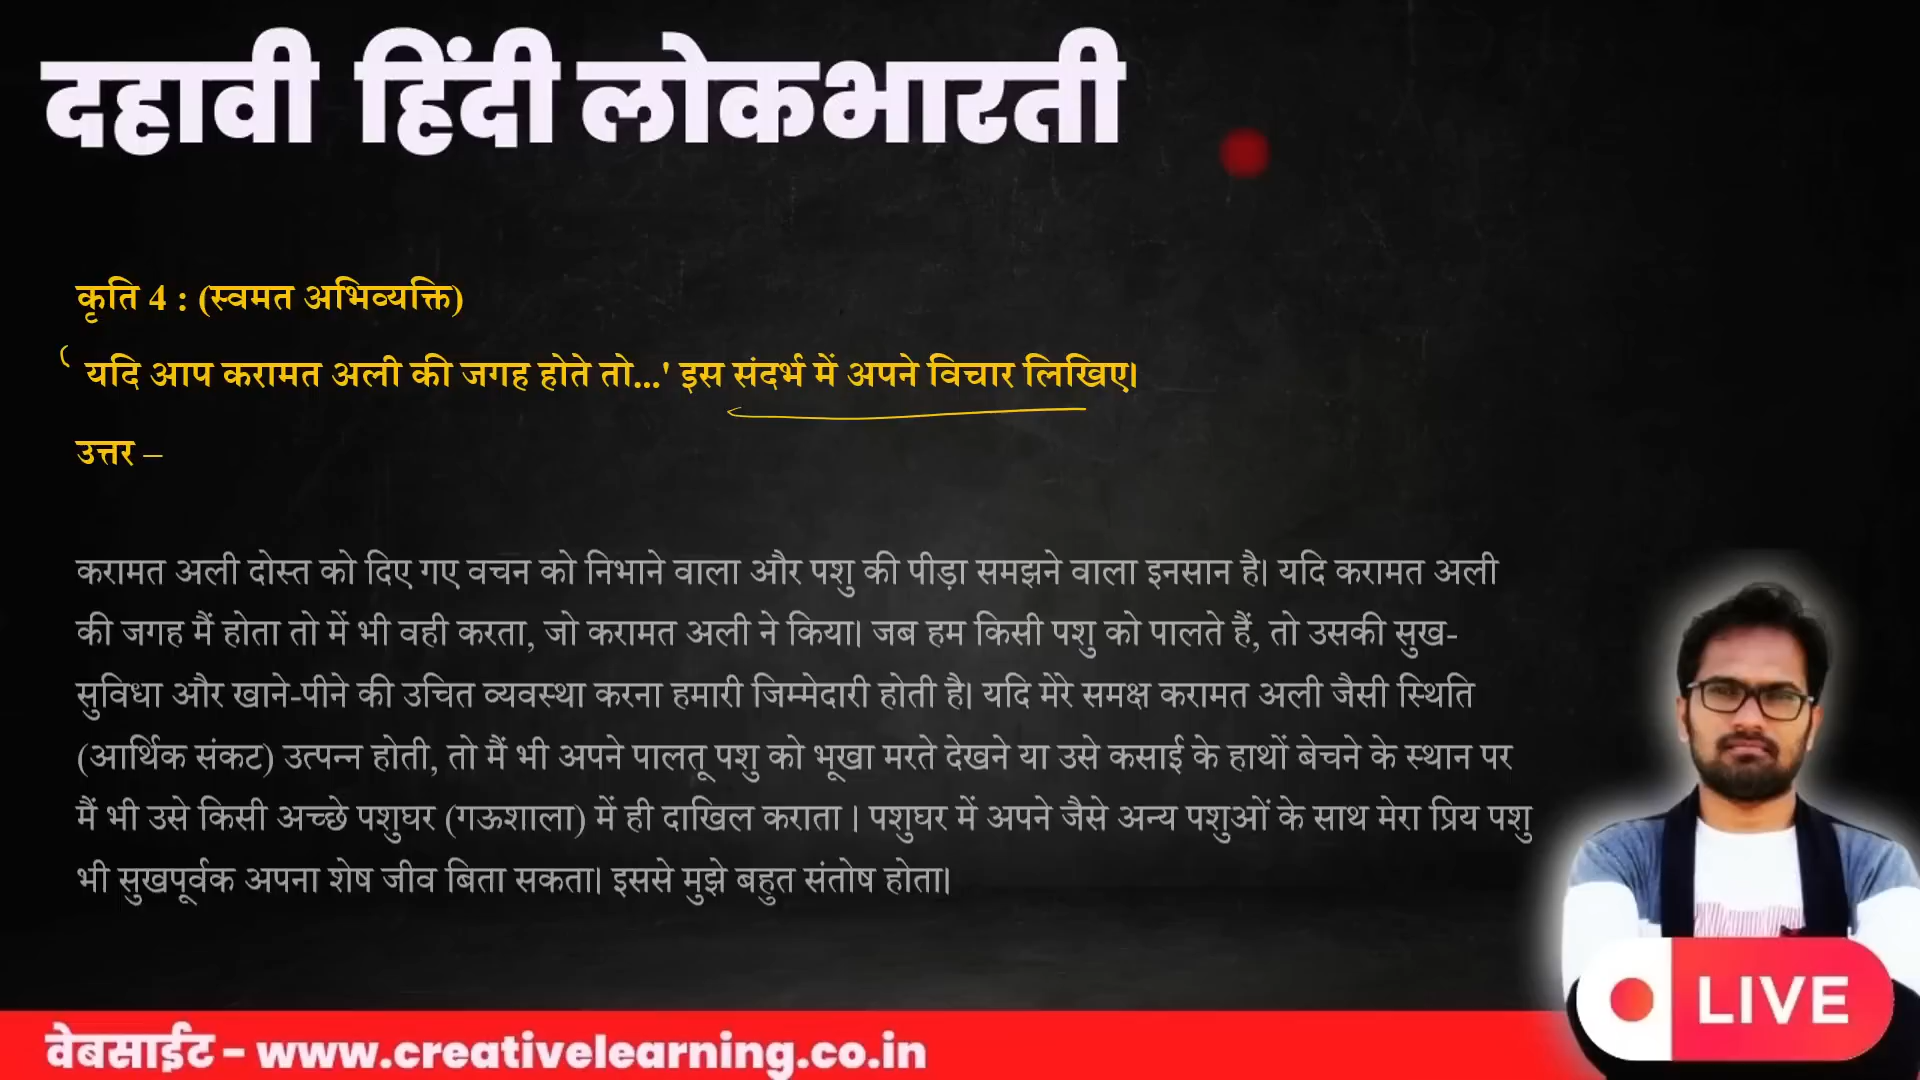 दहावी हिंदी लोकभारती
कृति 4 : (स्वमत अभिव्यक्ति)
यदि आप करामत अली की जगह होते तो...' इस संदर्भ में अपने विचार लिखिए।
उत्तर –
करामत अली दोस्त को दिए गए वचन को निभाने वाला और पशु की पीड़ा समझने वाला इनसान है। यदि करामत अली
की जगह मैं होता तो में भी वही करता, जो करामत अली ने किया। जब हम किसी पशु को पालते हैं, तो उसकी सुख-
सुविधा और खाने-पीने की उचित व्यवस्था करना हमारी जिम्मेदारी होती है। यदि मेरे समक्ष करामत अली जैसी स्थिति
(आर्थिक संकट) उत्पन्न होती, तो मैं भी अपने पालतू पशु को भूखा मरते देखने या उसे कसाई के हाथों बेचने के स्थान पर
मैं भी उसे किसी अच्छे पशुघर (गऊशाला) में ही दाखिल कराता । पशुघर में अपने जैसे अन्य पशुओं के साथ मेरा प्रिय पशु
भी सुखपूर्वक अपना शेष जीव बिता सकता। इससे मुझे बहुत संतोष होता।
LIVE
वेबसाईट - www.creativelearning.co.in